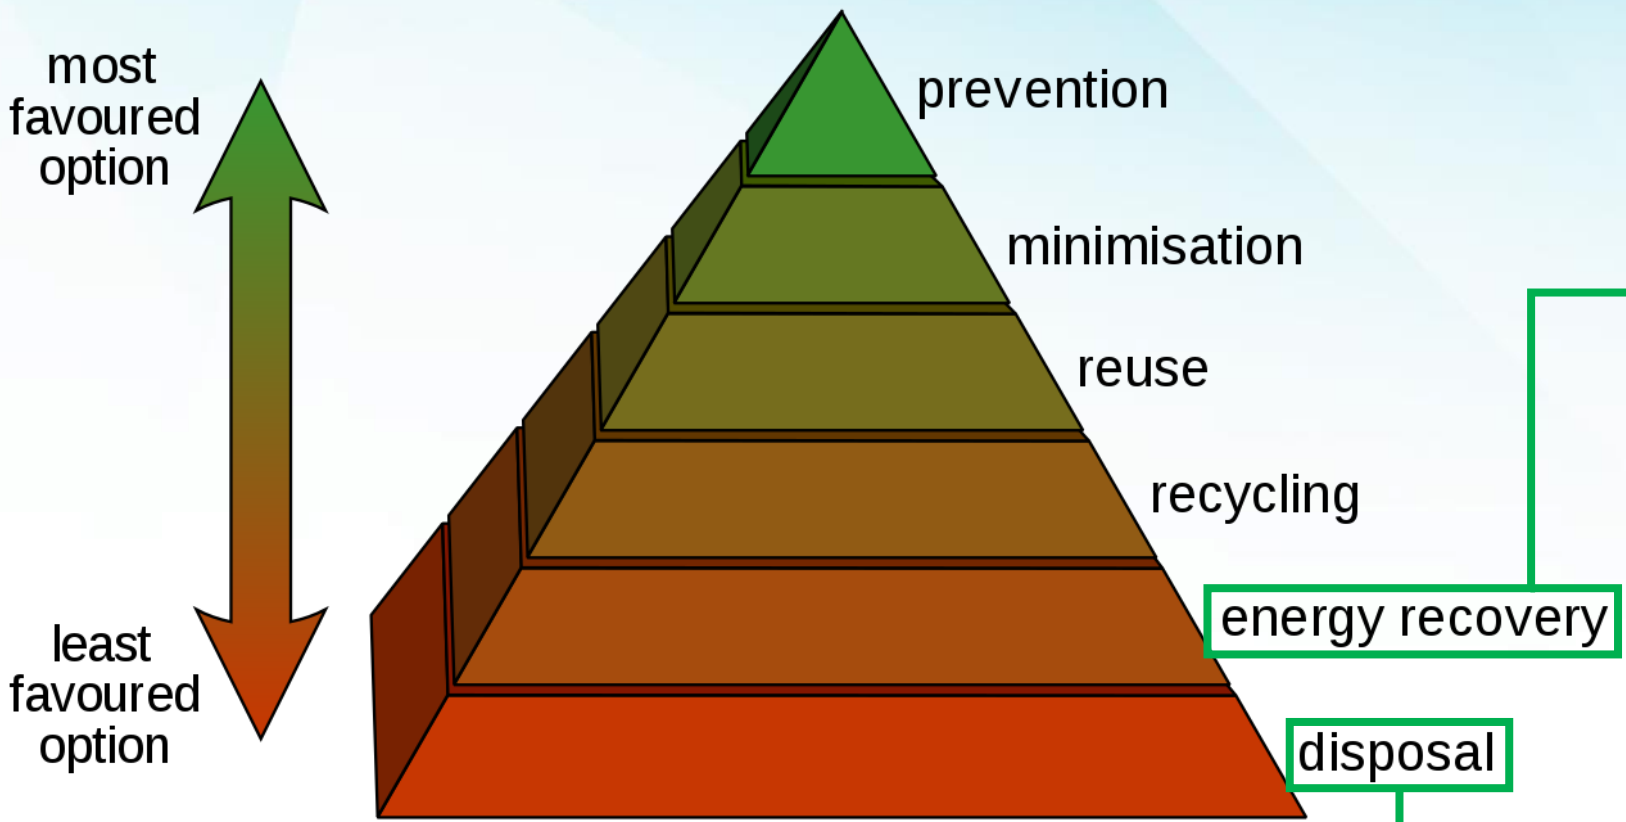 most
favoured
option
prevention
minimisation
reuse
recycling
energy recovery
least
favoured
option
disposal